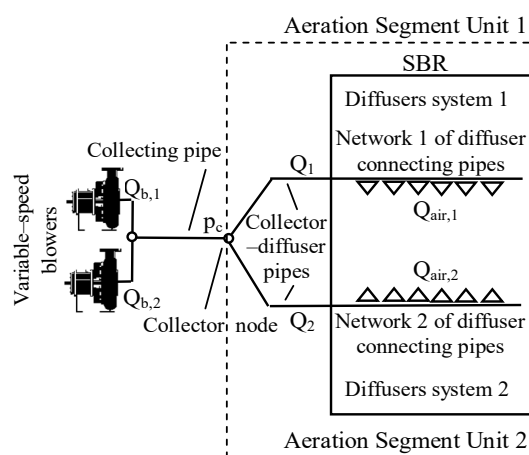 Aeration Segment Unit 1
SBR
Diffusers system 1
Network 1 of diffuser
connecting pipes
Collecting pipe
Q1
Qb,1
Qair,1
Variable–speed
blowers
pc
Collector
–diffuser
pipes
Qair,2
Qb,2
Collector node
Q2
Network 2 of diffuser
connecting pipes
Diffusers system 2
Aeration Segment Unit 2